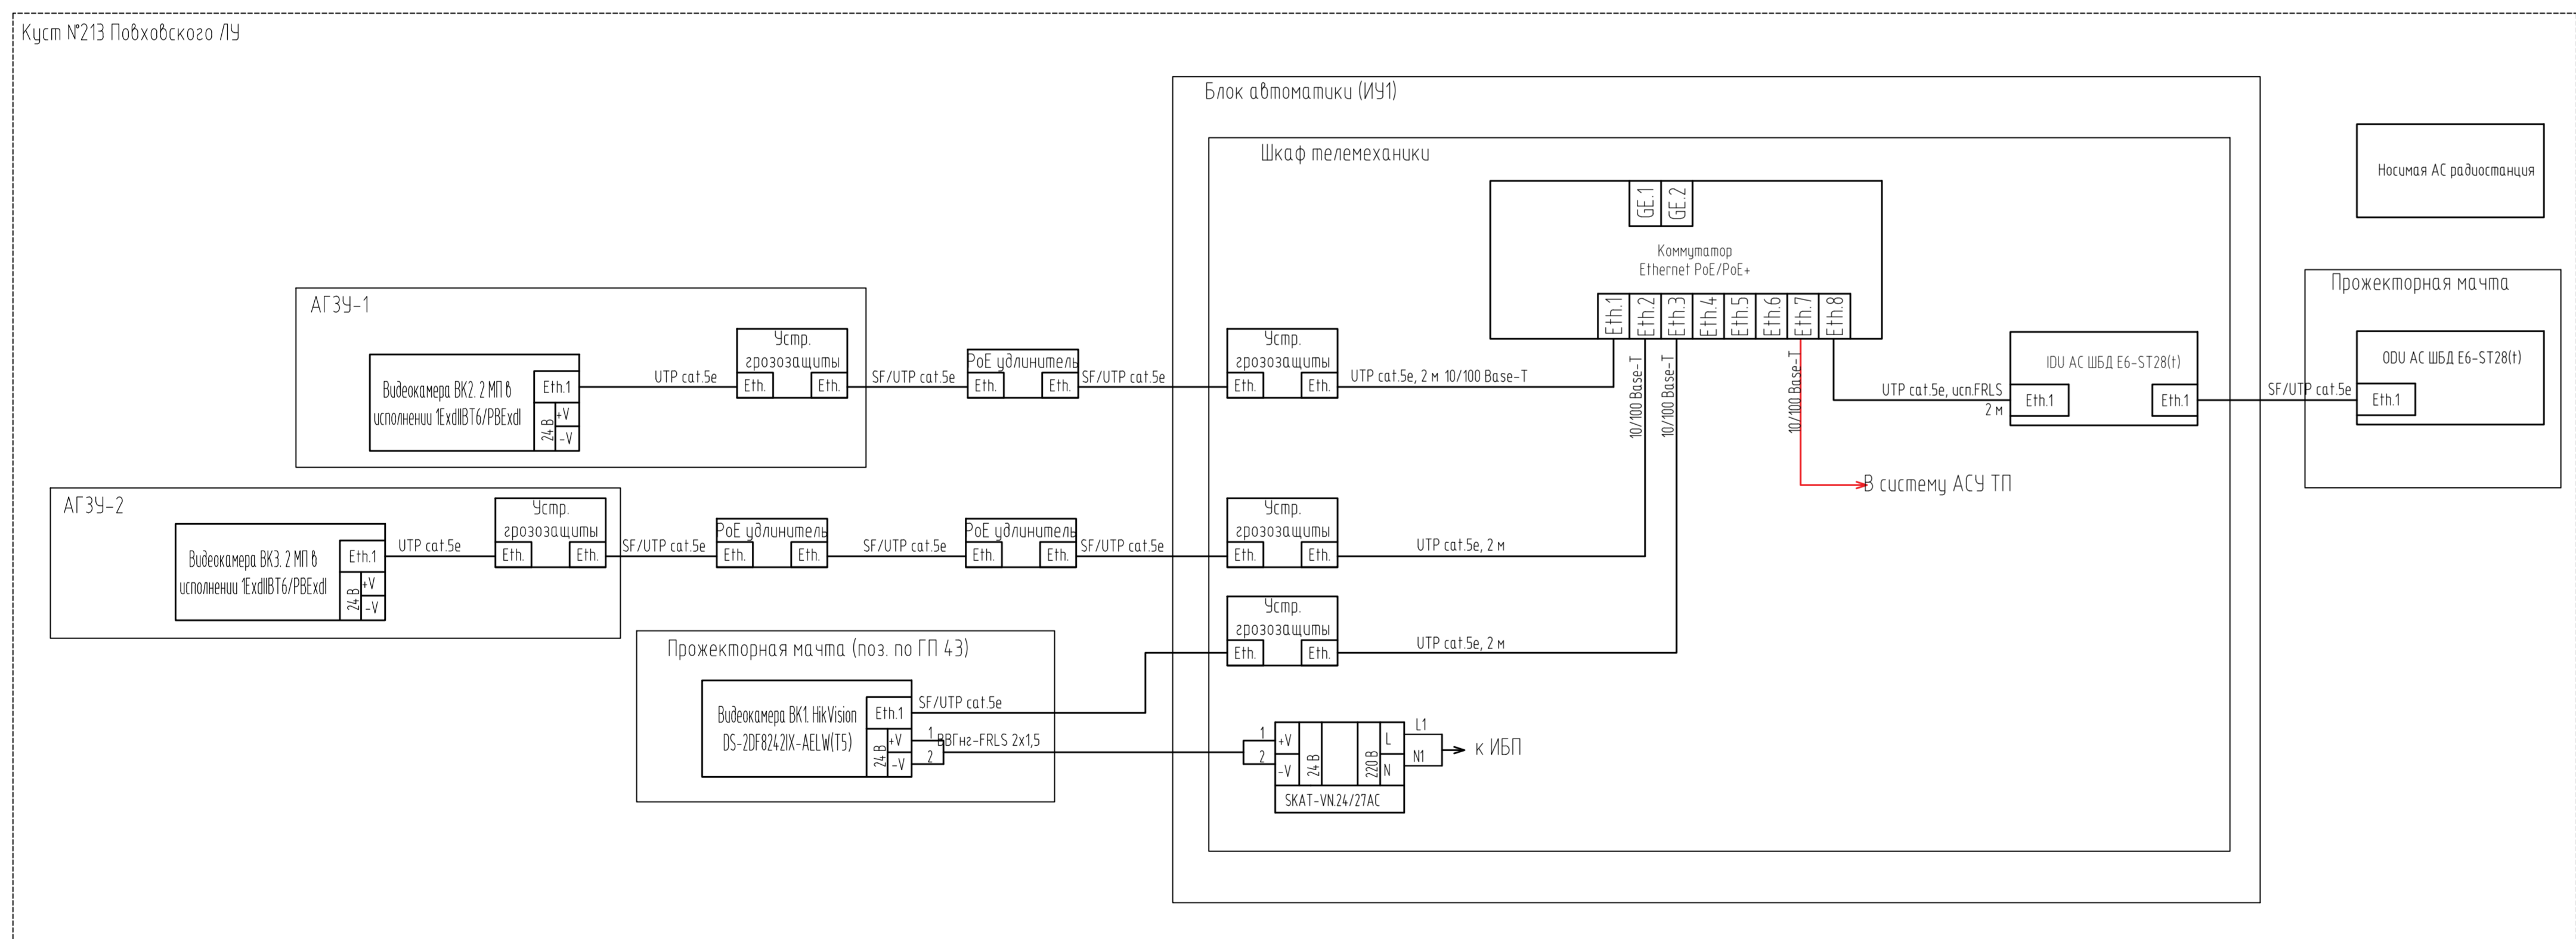 Куст №213 Повховского ЛУ
Блок автоматики (ИУ1)
Шкаф телемеханики
GE.1
GE.2
Коммутатор
Ethernet PoE/PoE+
Eth.1
Eth.2
Eth.3
Eth.4
Eth.5
Eth.6
Eth.7
Eth.8
Носимая АС радиостанция
Прожекторная мачта
ODU АС ШБД E6-ST28(t)
Eth.1
SF/UTP cat.5e
IDU АС ШБД E6-ST28(t)
Eth.1
Eth.1
UTP cat.5e, исп.FRLS
2 м
10/100 Base-T
10/100 Base-T
10/100 Base-T
В систему АСУ ТП
АГЗУ-1
Видеокамера ВК2. 2 МП в
исполнении 1ExdIIBT6/PBExdI
Eth.1
24 В
+V
-V
UTP cat.5e
Устр.
грозозащиты
Eth.
Eth.
SF/UTP cat.5e
PoE удлинитель
Eth.
Eth.
SF/UTP cat.5e
Устр.
грозозащиты
Eth.
Eth.
UTP cat.5e, 2 м 10/100 Base-T
АГЗУ-2
Видеокамера ВК3. 2 МП в
исполнении 1ExdIIBT6/PBExdI
Eth.1
24 В
+V
-V
UTP cat.5e
Устр.
грозозащиты
Eth.
Eth.
SF/UTP cat.5e
PoE удлинитель
Eth.
Eth.
SF/UTP cat.5e
PoE удлинитель
Eth.
Eth.
SF/UTP cat.5e
Устр.
грозозащиты
Eth.
Eth.
UTP cat.5e, 2 м
Устр.
грозозащиты
Eth.
Eth.
UTP cat.5e, 2 м
Прожекторная мачта (поз. по ГП 43)
Видеокамера ВК1. HikVision
DS-2DF8242IX-AELW(T5)
Eth.1
24 В
+V
-V
SF/UTP cat.5e
1
2
ВВГнг-FRLS 2х1,5
1
2
+V
-V
24 В
220 В
L
N
L1
N1
к ИБП
SKAT-VN.24/27AC